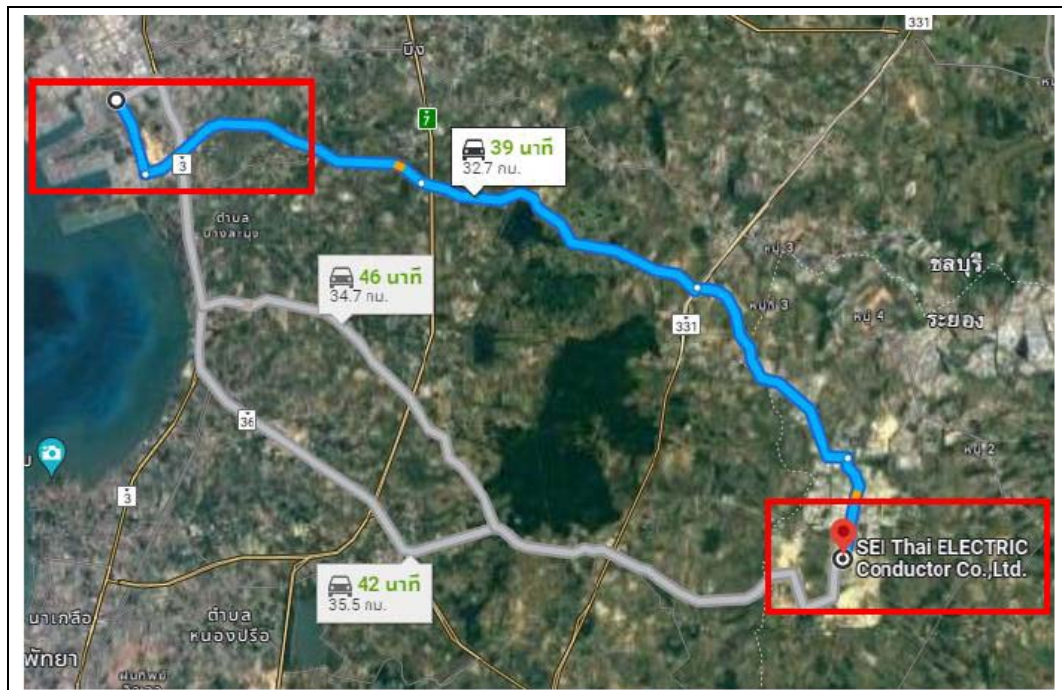 331
บึง
7
39 นาที
32.7 กม.
3
ตำบล
บางละมุง
หมู่ 3
ชลบุรี
46 นาที
34.7 กม.
หมู่ที่ 3
หมู่ 4
ระยอง
331
36
หมู่ 2
3
SEI Thai ELECTRIC
Conductor Co.,Ltd.
42 นาที
35.5 กม.
นาเกลือ
ตำบล
หนองปรือ
พัทยา